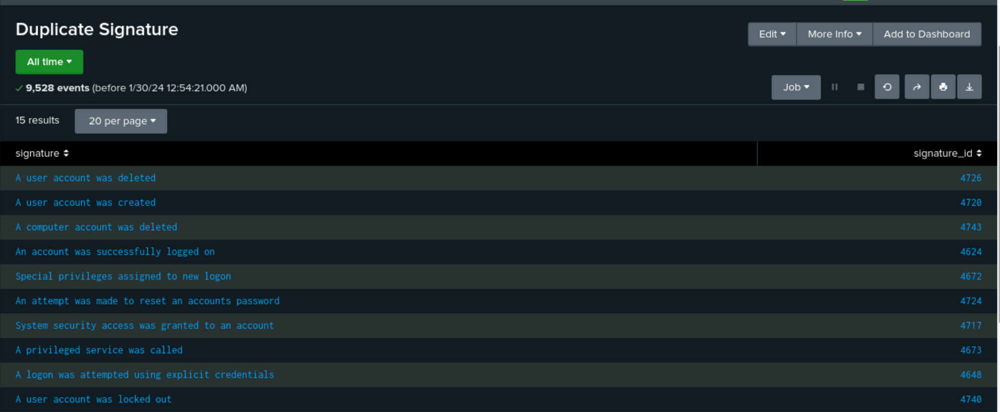 Duplicate Signature
Edit More Info Add to Dashboard
All time
9,528 events (before 1/30/24 12:54:21.000 AM)
Job
15 results 20 per page
signature signature_id
A user account was deleted 4726
A user account was created 4720
A computer account was deleted 4743
An account was successfully logged on 4624
Special privileges assigned to new logon 4672
An attempt was made to reset an accounts password 4724
System security access was granted to an account 4717
A privileged service was called 4673
A logon was attempted using explicit credentials 4648
A user account was locked out 4740